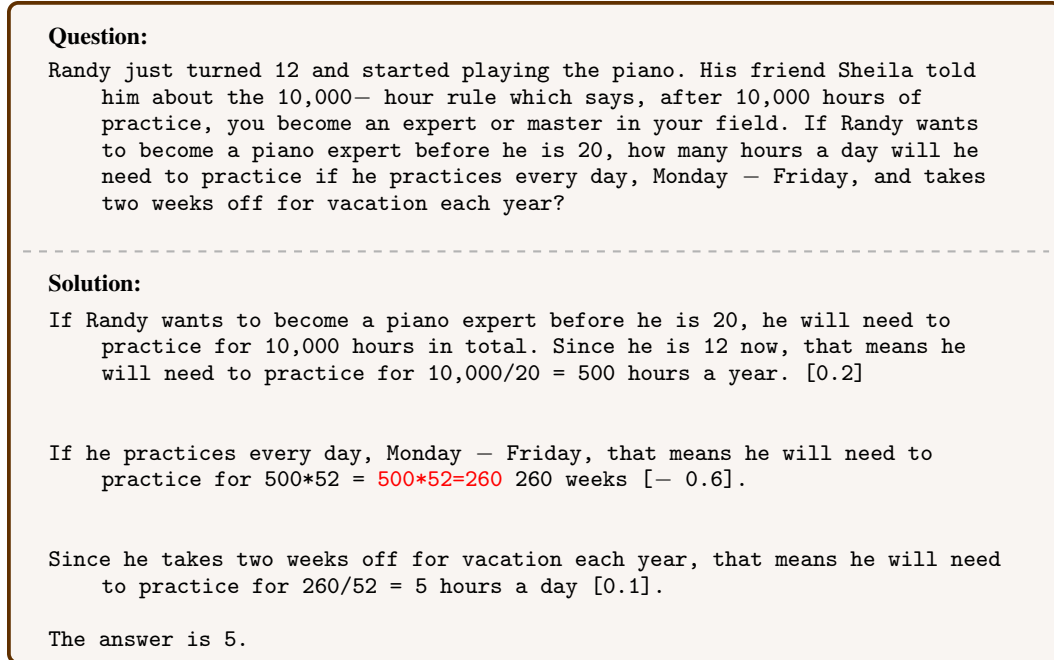 Question:
Randy just turned 12 and started playing the piano. His friend Sheila told
him about the 10,000− hour rule which says, after 10,000 hours of
practice, you become an expert or master in your field. If Randy wants
to become a piano expert before he is 20, how many hours a day will he
need to practice if he practices every day, Monday − Friday, and takes
two weeks off for vacation each year?
Solution:
If Randy wants to become a piano expert before he is 20, he will need to
practice for 10,000 hours in total. Since he is 12 now, that means he
will need to practice for 10,000/20 = 500 hours a year. [0.2]
If he practices every day, Monday − Friday, that means he will need to
practice for 500*52 = 500*52=260 260 weeks [− 0.6].
Since he takes two weeks off for vacation each year, that means he will need
to practice for 260/52 = 5 hours a day [0.1].
The answer is 5.